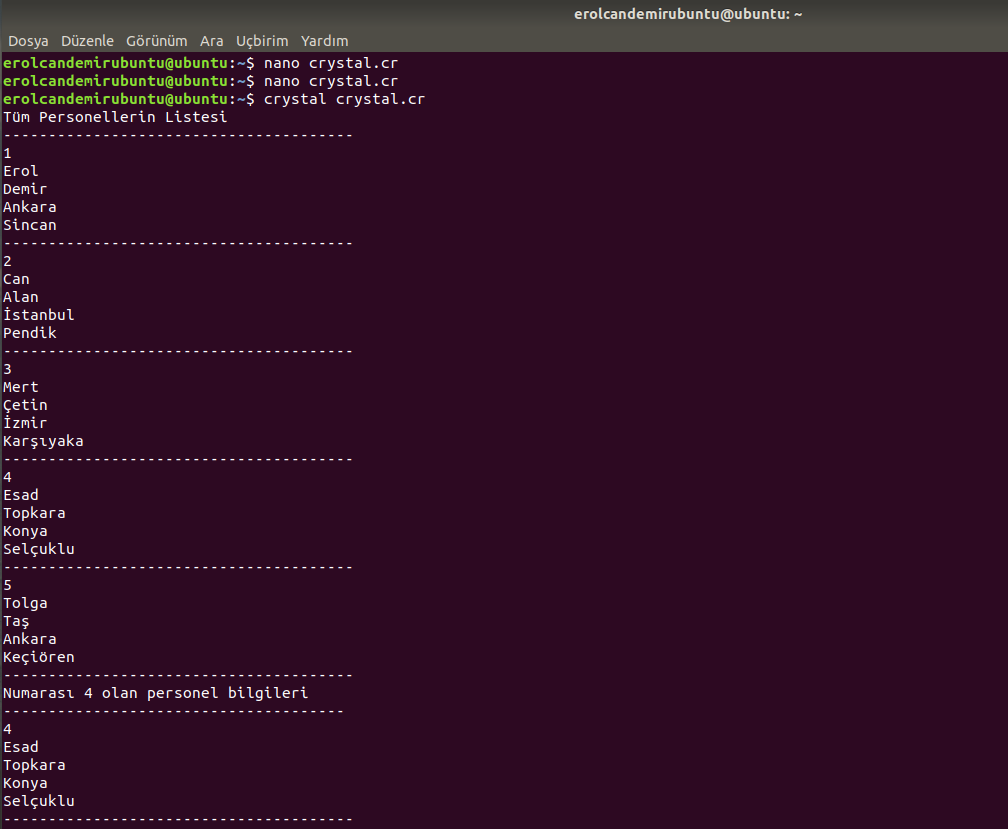 erolcandemirubuntu@ubuntu: ~
Dosya Düzenle Görünüm Ara Uçbirim Yardım
erolcandemirubuntu@ubuntu:~$ nano crystal.cr
erolcandemirubuntu@ubuntu:~$ nano crystal.cr
erolcandemirubuntu@ubuntu:~$ crystal crystal.cr
Tüm Personellerin Listesi
---------------------------------------
1
Erol
Demir
Ankara
Sincan
---------------------------------------
2
Can
Alan
İstanbul
Pendik
---------------------------------------
3
Mert
Çetin
İzmir
Karşıyaka
---------------------------------------
4
Esad
Topkara
Konya
Selçuklu
---------------------------------------
5
Tolga
Taş
Ankara
Keçiören
---------------------------------------
Numarası 4 olan personel bilgileri
--------------------------------------
4
Esad
Topkara
Konya
Selçuklu
---------------------------------------